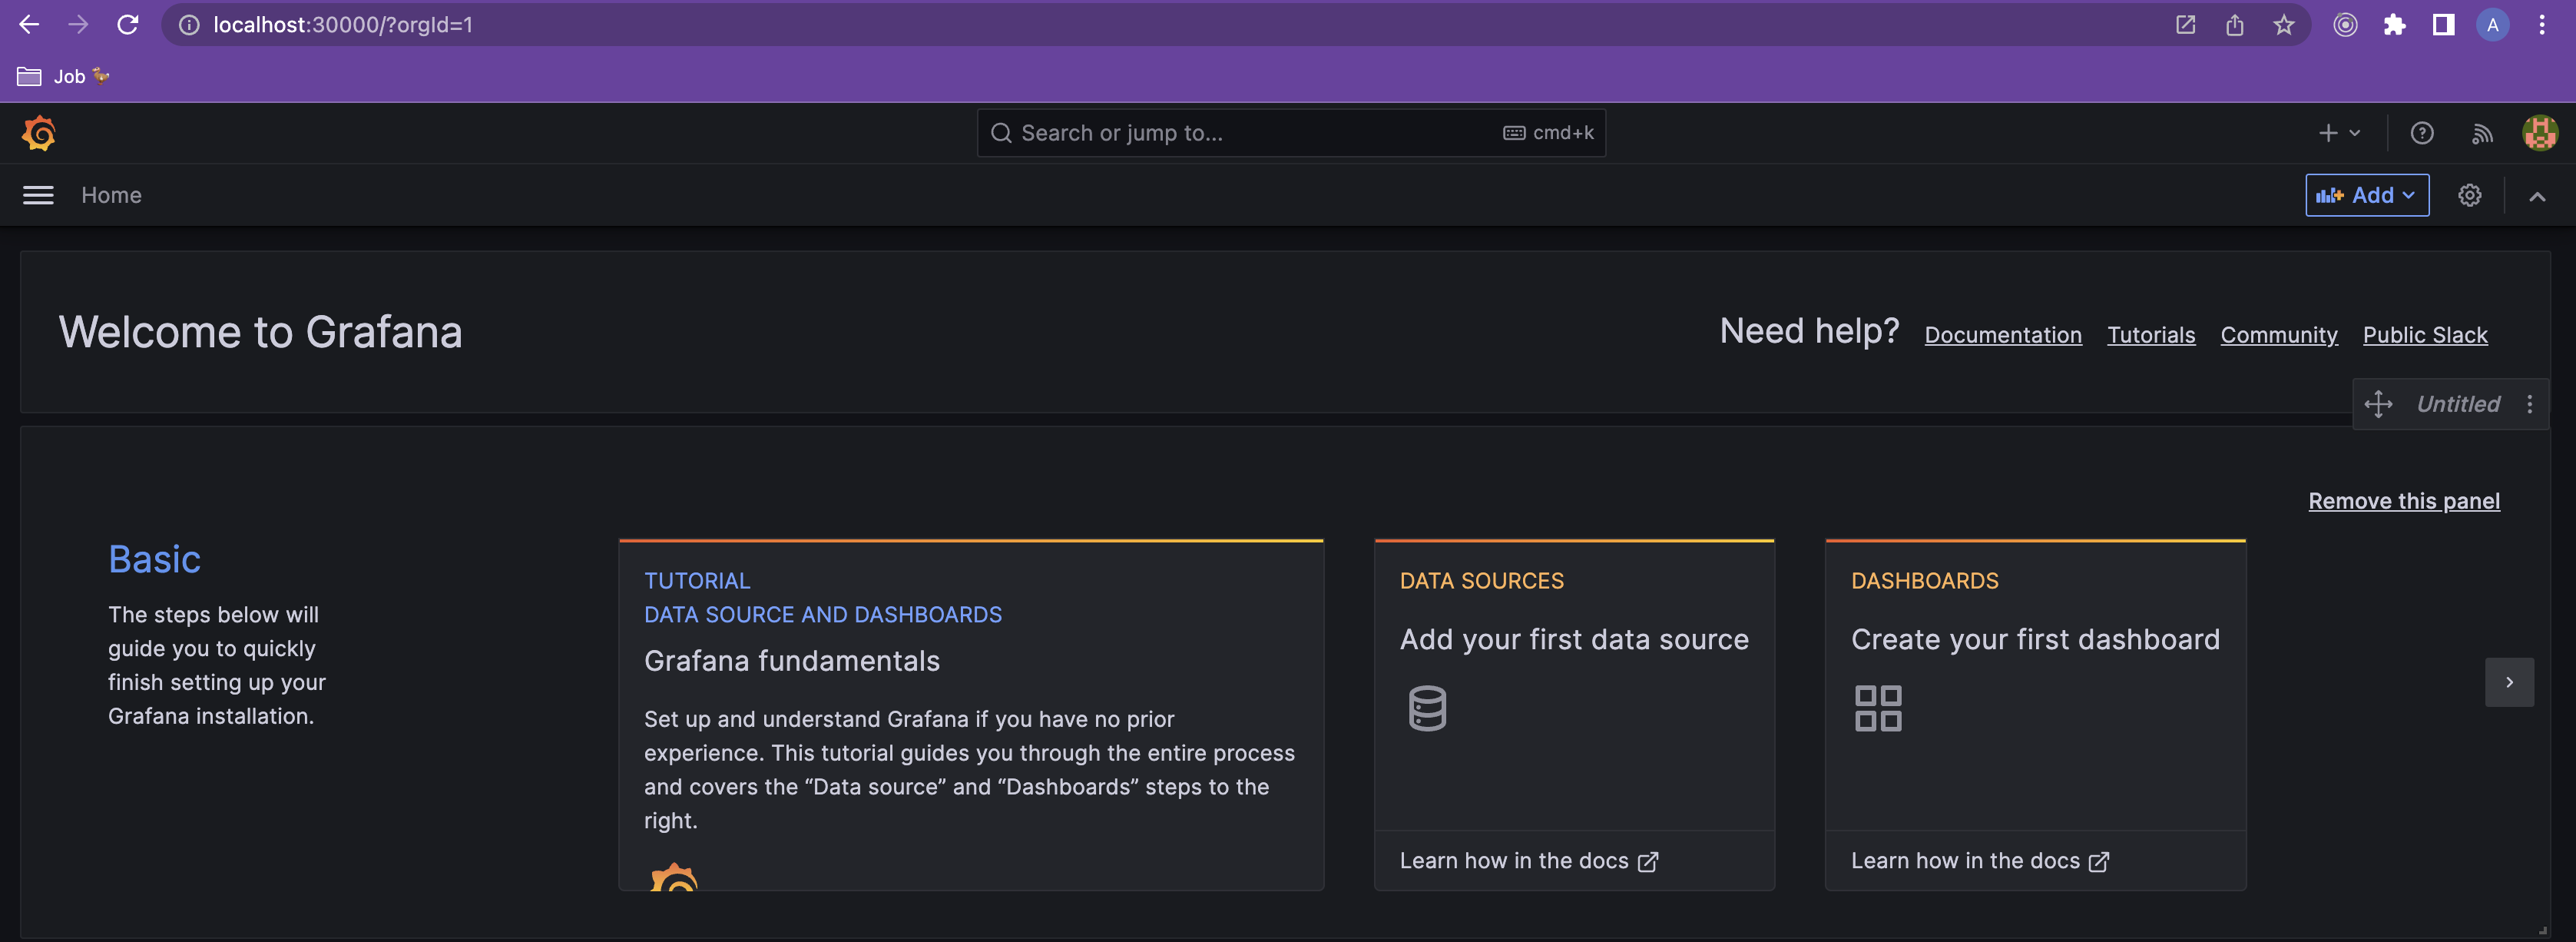 localhost:30000/?orgId=1
A
Job
Search or jump to...
cmd+k
Home
Add
Welcome to Grafana
Need help?
Documentation
Tutorials
Community
Public Slack
Untitled
Remove this panel
Basic
The steps below will
guide you to quickly
finish setting up your
Grafana installation.
TUTORIAL
DATA SOURCE AND DASHBOARDS
Grafana fundamentals
Set up and understand Grafana if you have no prior
experience. This tutorial guides you through the entire process
and covers the “Data source” and “Dashboards” steps to the
right.
DATA SOURCES
Add your first data source
Learn how in the docs
DASHBOARDS
Create your first dashboard
Learn how in the docs